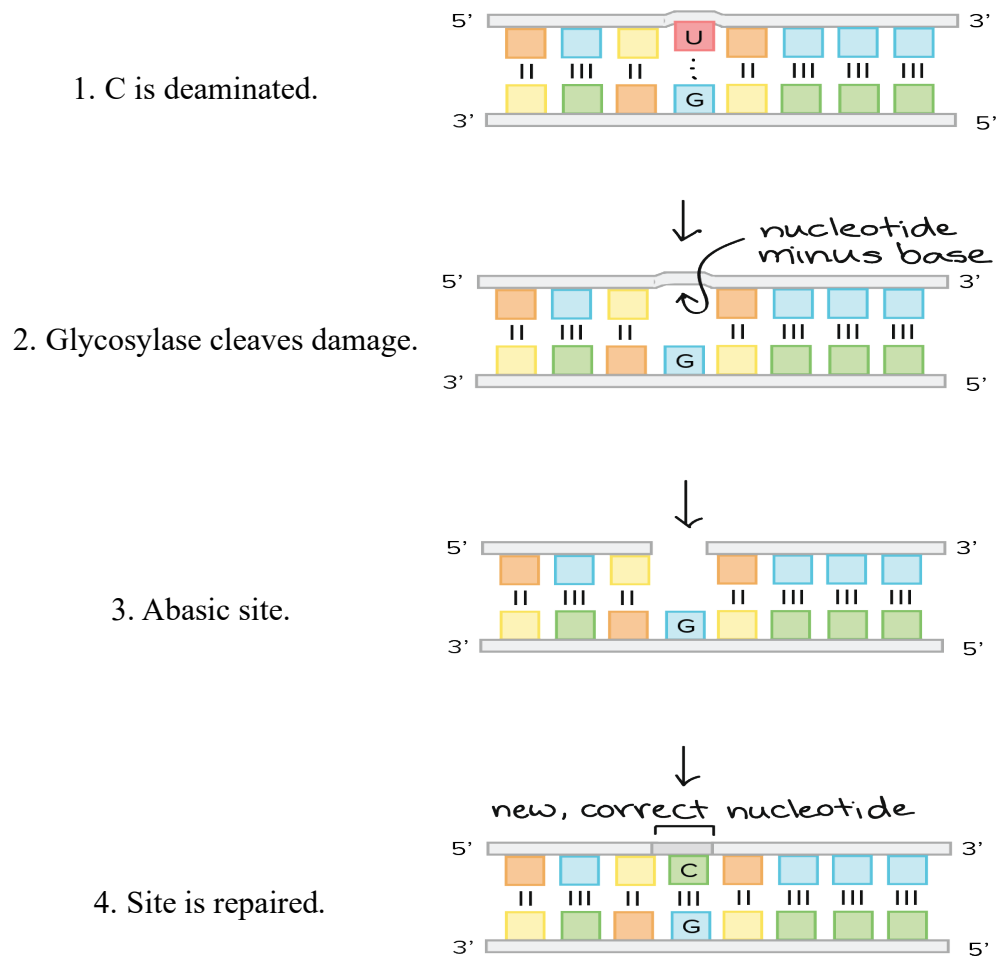 5’ 3’
U
1. C is deaminated.
G
3’ 5’
nucleotide
minus base
5’ 3’
2. Glycosylase cleaves damage.
G
3’ 5’
5’ 3’
3. Abasic site.
G
3’ 5’
new, correct nucleotide
5’ 3’
C
4. Site is repaired.
G
3’ 5’